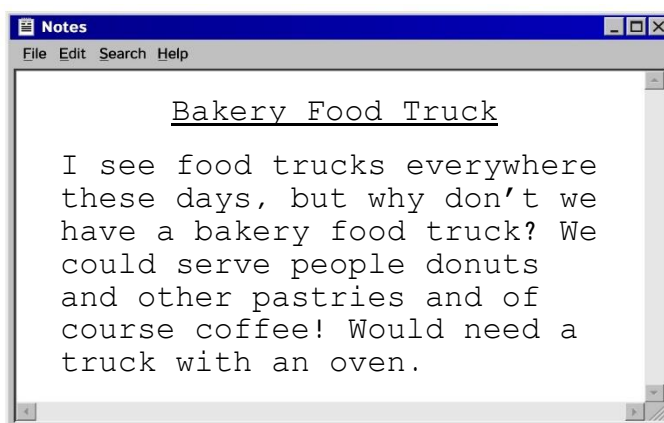 Notes
File Edit Search Help
Bakery Food Truck
I see food trucks everywhere
these days, but why don't we
have a bakery food truck? We
could serve people donuts
and other pastries and of
course coffee! Would need a
truck with an oven.